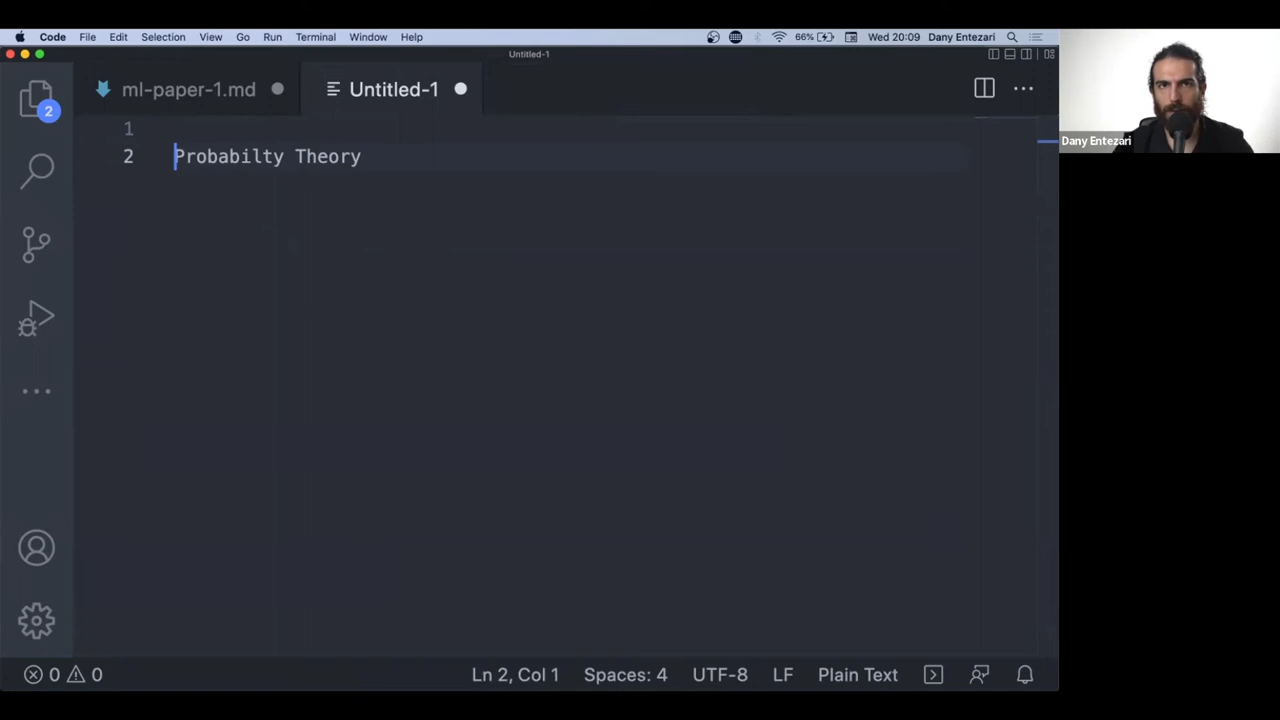 Code File Edit Selection View Go Run Terminal Window Help 66% Wed 20:09 Dany Entezari
Untitled-1
ml-paper-1.md Untitled-1
2
1
2 Probabilty Theory
Dany Entezari
0 0 Ln 2, Col 1 Spaces: 4 UTF-8 LF Plain Text